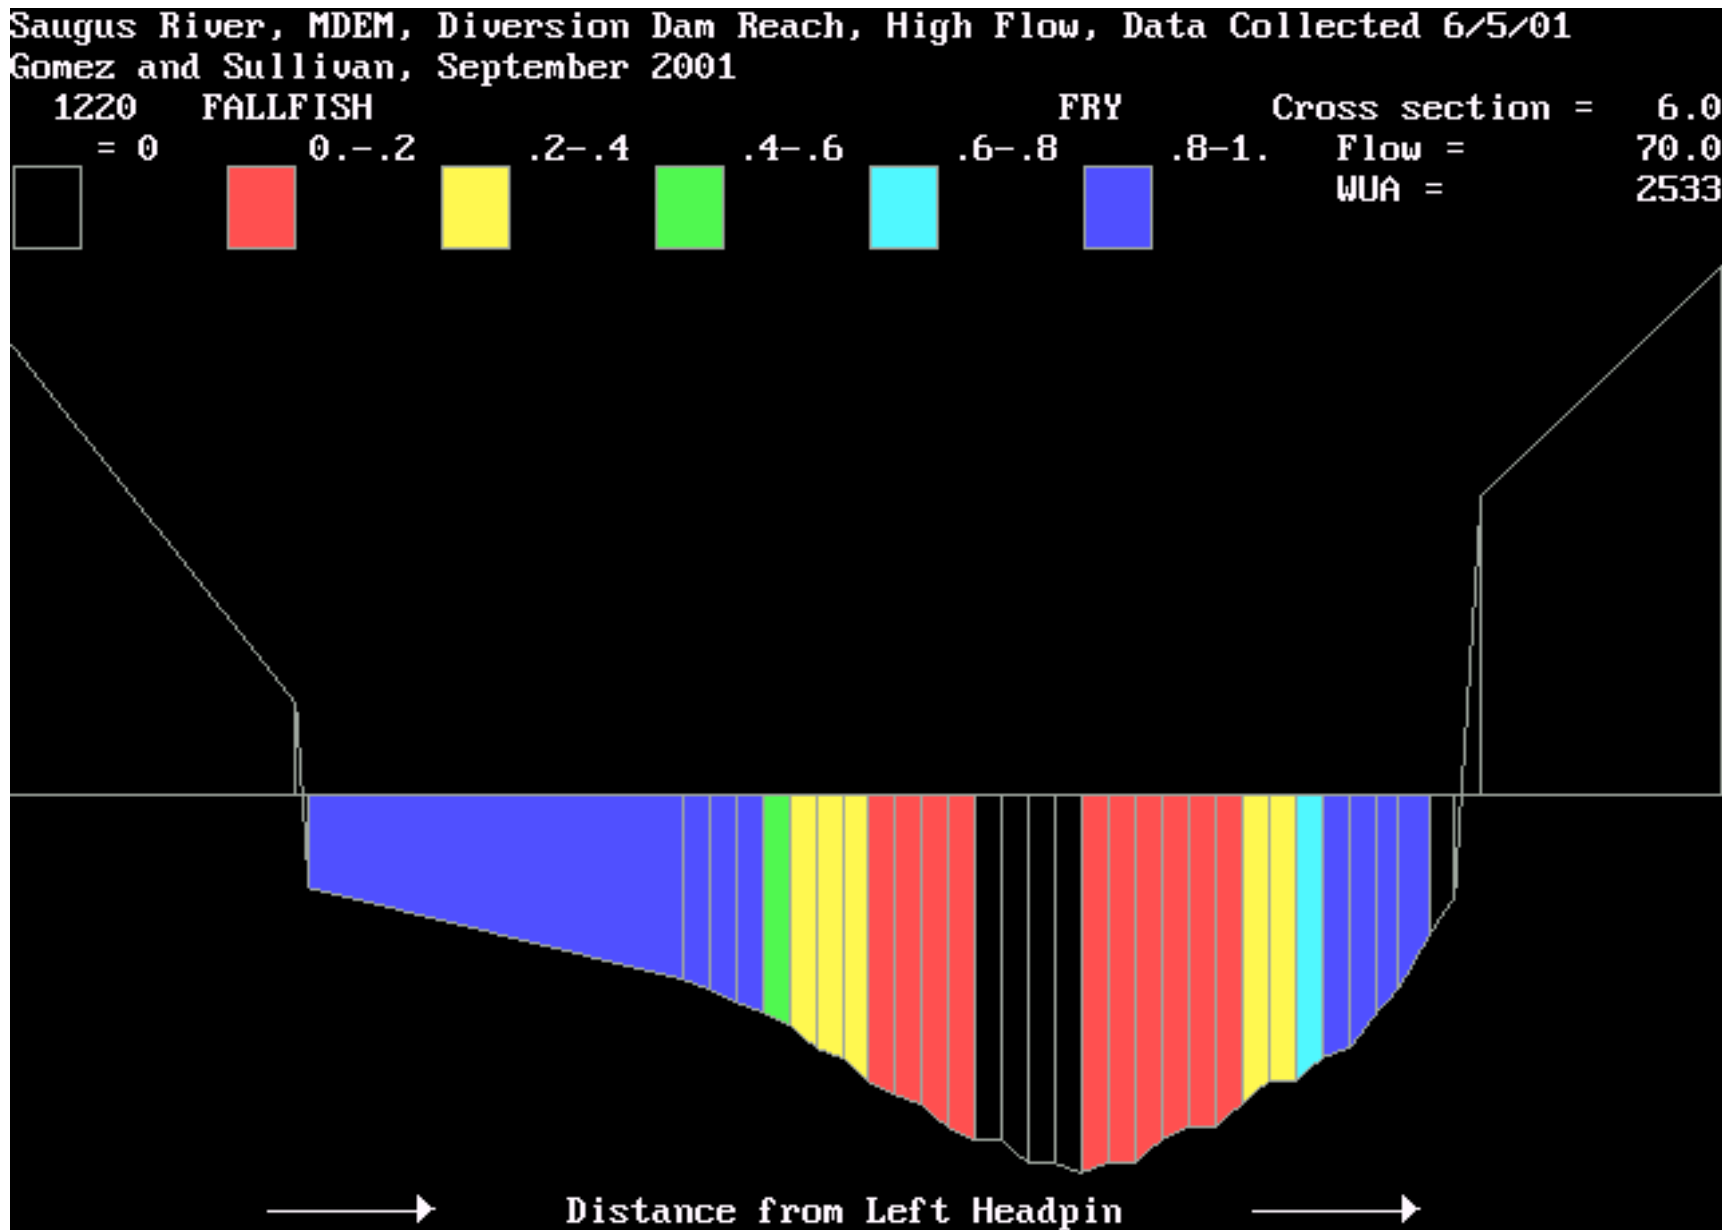 Saugus River, MDEM, Diversion Dam Reach, High Flow, Data Collected 6/5/01
Gomez and Sullivan, September 2001
1220 FALLFISH FRY Cross section = 6.0
= 0 0.-.2 .2-.4 .4-.6 .6-.8 .8-1. Flow = 70.0
WUA = 2533
Distance from Left Headpin